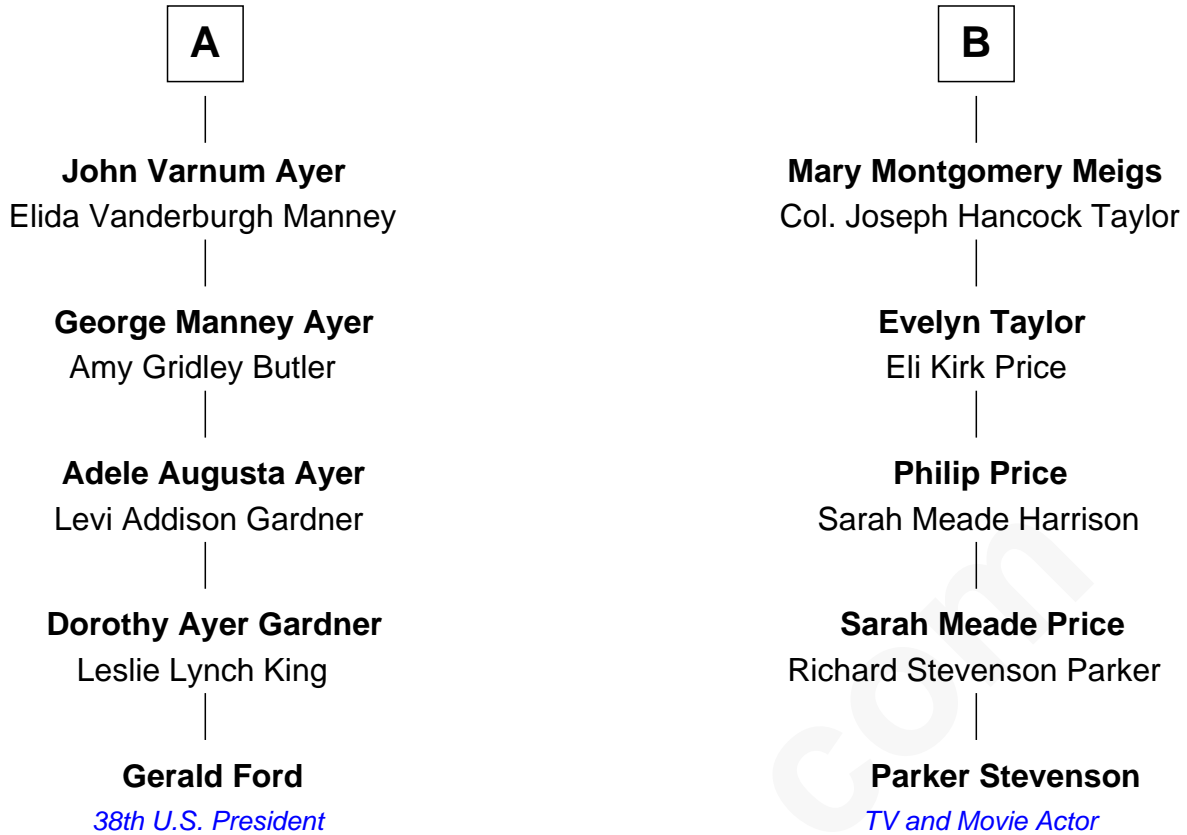 A
John Varnum Ayer
Elida Vanderburgh Manney
George Manney Ayer
Amy Gridley Butler
Adele Augusta Ayer
Levi Addison Gardner
Dorothy Ayer Gardner
Leslie Lynch King
Gerald Ford
38th U.S. President
B
Mary Montgomery Meigs
Col. Joseph Hancock Taylor
Evelyn Taylor
Eli Kirk Price
Philip Price
Sarah Meade Harrison
Sarah Meade Price
Richard Stevenson Parker
Parker Stevenson
TV and Movie Actor
com